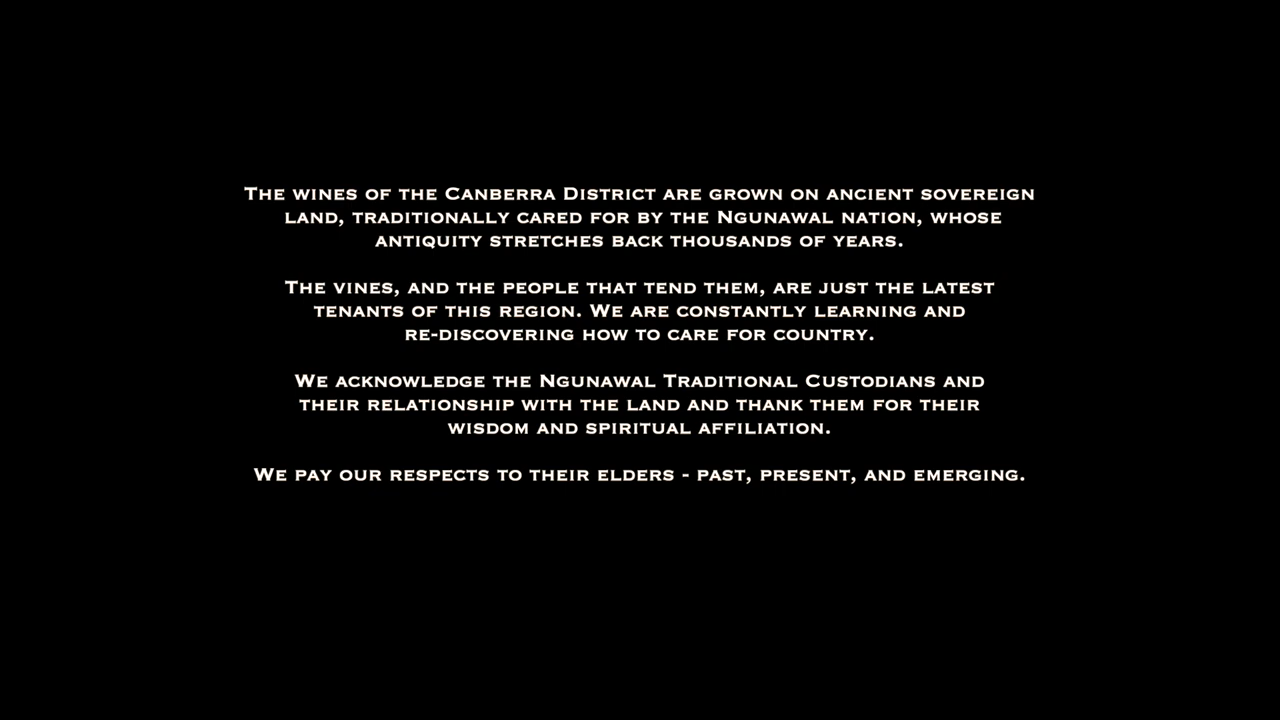 The wines of the Canberra District are grown on ancient sovereign
land, traditionally cared for by the Ngunawal nation, whose
antiquity stretches back thousands of years.
The vines, and the people that tend them, are just the latest
tenants of this region. We are constantly learning and
re-discovering how to care for country.
We acknowledge the Ngunawal Traditional Custodians and
their relationship with the land and thank them for their
wisdom and spiritual affiliation.
We pay our respects to their elders - past, present, and emerging.